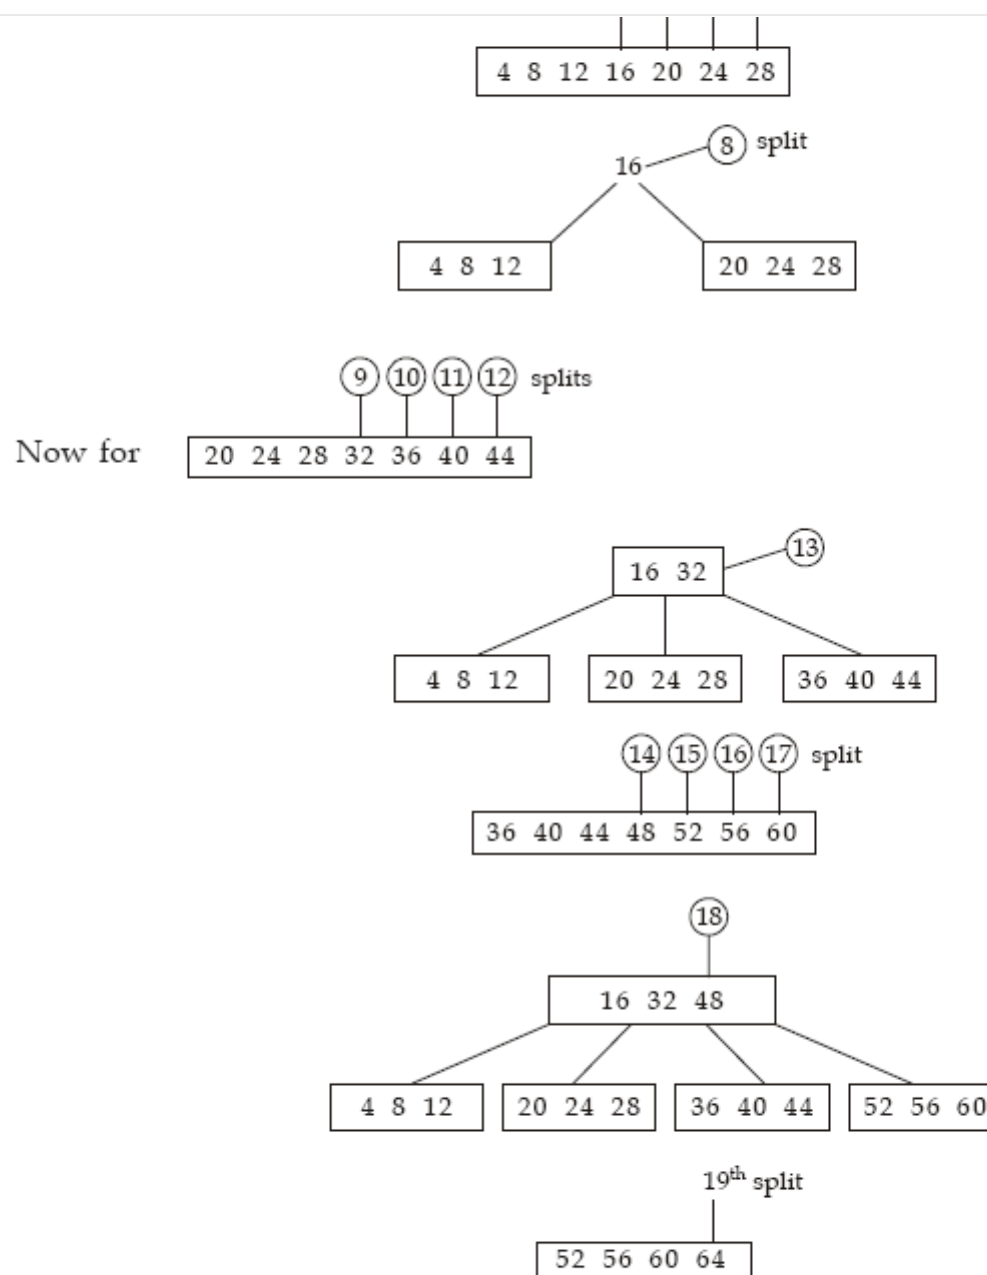 4 8 12 16 20 24 28
8 split
16
4 8 12 20 24 28
9 10 11 12 splits
Now for 20 24 28 32 36 40 44
13
16 32
4 8 12 20 24 28 36 40 44
14 15 16 17 split
36 40 44 48 52 56 60
18
16 32 48
4 8 12 20 24 28 36 40 44 52 56 60
19th split
52 56 60 64